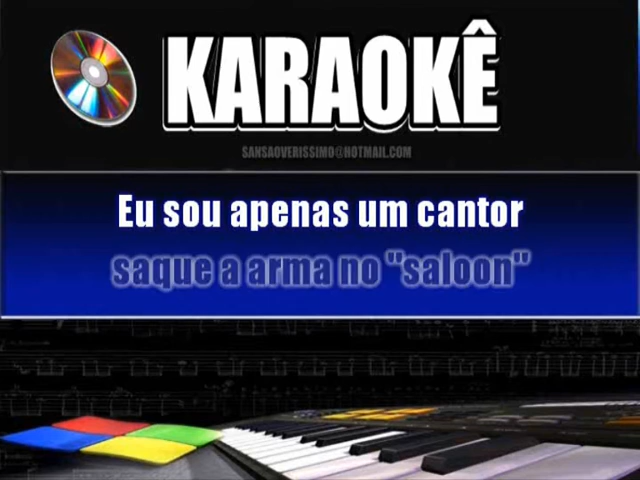 KARAOKÊ
SANSAOVERISSIMO@HOTMAIL.COM
Eu sou apenas um cantor
saque a arma no "saloon"